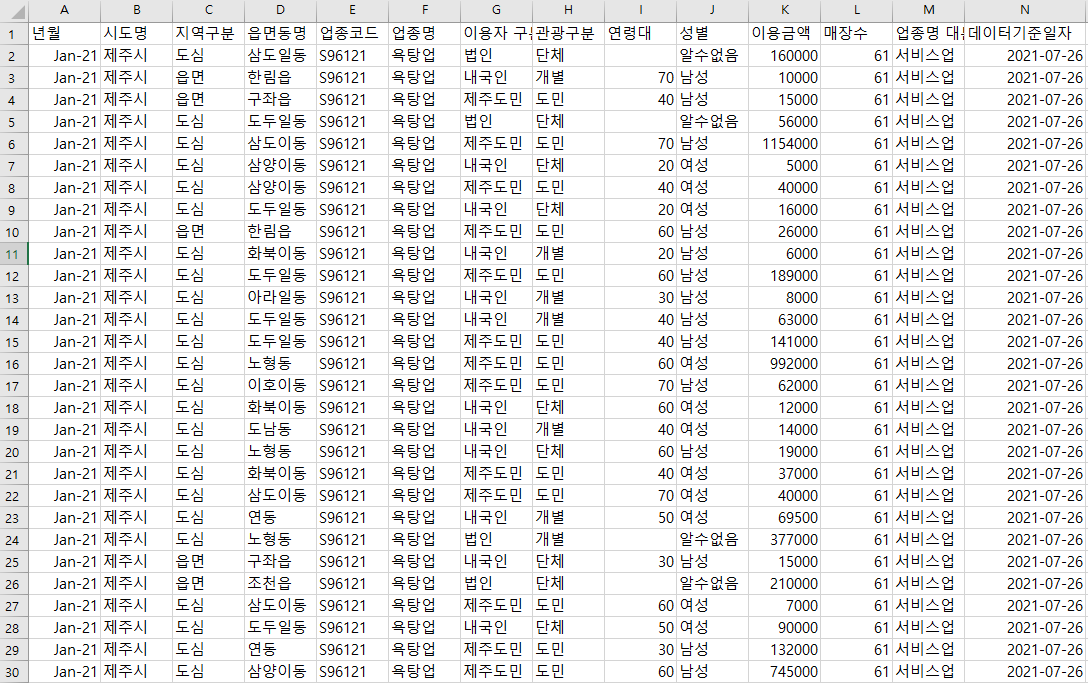 A B C D E F G H I J K L M N
1 년월 시도명 지역구분 읍면동명 업종코드 업종명 이용자 구 관광구분 연령대 성별 이용금액 매장수 업종명 대 데이터기준일자
2 Jan-21 제주시 도심 삼도일동 S96121 욕탕업 법인 단체 알수없음 160000 61 서비스업 2021-07-26
3 Jan-21 제주시 읍면 한림읍 S96121 욕탕업 내국인 개별 70 남성 10000 61 서비스업 2021-07-26
4 Jan-21 제주시 읍면 구좌읍 S96121 욕탕업 제주도민 도민 40 남성 15000 61 서비스업 2021-07-26
5 Jan-21 제주시 도심 도두일동 S96121 욕탕업 법인 단체 알수없음 56000 61 서비스업 2021-07-26
6 Jan-21 제주시 도심 삼도이동 S96121 욕탕업 제주도민 도민 70 남성 1154000 61 서비스업 2021-07-26
7 Jan-21 제주시 도심 삼양이동 S96121 욕탕업 내국인 단체 20 여성 5000 61 서비스업 2021-07-26
8 Jan-21 제주시 도심 삼양이동 S96121 욕탕업 제주도민 도민 40 여성 40000 61 서비스업 2021-07-26
9 Jan-21 제주시 도심 도두일동 S96121 욕탕업 내국인 단체 20 여성 16000 61 서비스업 2021-07-26
10 Jan-21 제주시 읍면 한림읍 S96121 욕탕업 제주도민 도민 60 남성 26000 61 서비스업 2021-07-26
11 Jan-21 제주시 도심 화북이동 S96121 욕탕업 내국인 개별 20 남성 6000 61 서비스업 2021-07-26
12 Jan-21 제주시 도심 도두일동 S96121 욕탕업 제주도민 도민 60 남성 189000 61 서비스업 2021-07-26
13 Jan-21 제주시 도심 아라일동 S96121 욕탕업 내국인 개별 30 남성 8000 61 서비스업 2021-07-26
14 Jan-21 제주시 도심 도두일동 S96121 욕탕업 내국인 개별 40 남성 63000 61 서비스업 2021-07-26
15 Jan-21 제주시 도심 도두일동 S96121 욕탕업 제주도민 도민 40 남성 141000 61 서비스업 2021-07-26
16 Jan-21 제주시 도심 노형동 S96121 욕탕업 제주도민 도민 60 여성 992000 61 서비스업 2021-07-26
17 Jan-21 제주시 도심 이호이동 S96121 욕탕업 제주도민 도민 70 남성 62000 61 서비스업 2021-07-26
18 Jan-21 제주시 도심 화북이동 S96121 욕탕업 내국인 단체 60 여성 12000 61 서비스업 2021-07-26
19 Jan-21 제주시 도심 도남동 S96121 욕탕업 내국인 개별 40 여성 14000 61 서비스업 2021-07-26
20 Jan-21 제주시 도심 노형동 S96121 욕탕업 내국인 단체 60 남성 19000 61 서비스업 2021-07-26
21 Jan-21 제주시 도심 화북이동 S96121 욕탕업 제주도민 도민 40 여성 37000 61 서비스업 2021-07-26
22 Jan-21 제주시 도심 삼도이동 S96121 욕탕업 제주도민 도민 70 여성 40000 61 서비스업 2021-07-26
23 Jan-21 제주시 도심 연동 S96121 욕탕업 내국인 개별 50 여성 69500 61 서비스업 2021-07-26
24 Jan-21 제주시 도심 노형동 S96121 욕탕업 법인 개별 알수없음 377000 61 서비스업 2021-07-26
25 Jan-21 제주시 읍면 구좌읍 S96121 욕탕업 내국인 단체 30 남성 15000 61 서비스업 2021-07-26
26 Jan-21 제주시 읍면 조천읍 S96121 욕탕업 법인 단체 알수없음 210000 61 서비스업 2021-07-26
27 Jan-21 제주시 도심 삼도이동 S96121 욕탕업 제주도민 도민 60 여성 7000 61 서비스업 2021-07-26
28 Jan-21 제주시 도심 도두일동 S96121 욕탕업 내국인 단체 50 여성 90000 61 서비스업 2021-07-26
29 Jan-21 제주시 도심 연동 S96121 욕탕업 제주도민 도민 30 남성 132000 61 서비스업 2021-07-26
30 Jan-21 제주시 도심 삼양이동 S96121 욕탕업 제주도민 도민 60 남성 745000 61 서비스업 2021-07-26